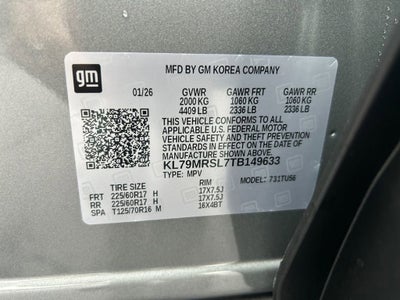 gm
MFD BY GM KOREA COMPANY
01/26 GVWR GAWR FRT GAWR RR
2000 KG 1060 KG 1060 KG
4409 LB 2336 LB 2336 LB
THIS VEHICLE CONFORMS TO ALL
APPLICABLE U.S. FEDERAL MOTOR
VEHICLE SAFETY AND THEFT PREVENTION
STANDARDS IN EFFECT ON THE DATE OF
MANUFACTURE SHOWN ABOVE.
KL79MRSL7TB149633
TYPE: MPV MODEL: 731TU56
TIRE SIZE RIM
FRT 225/60R17 H 17X7.5J
RR 225/60R17 H 17X7.5J
SPA T125/70R16 M 16X4BT